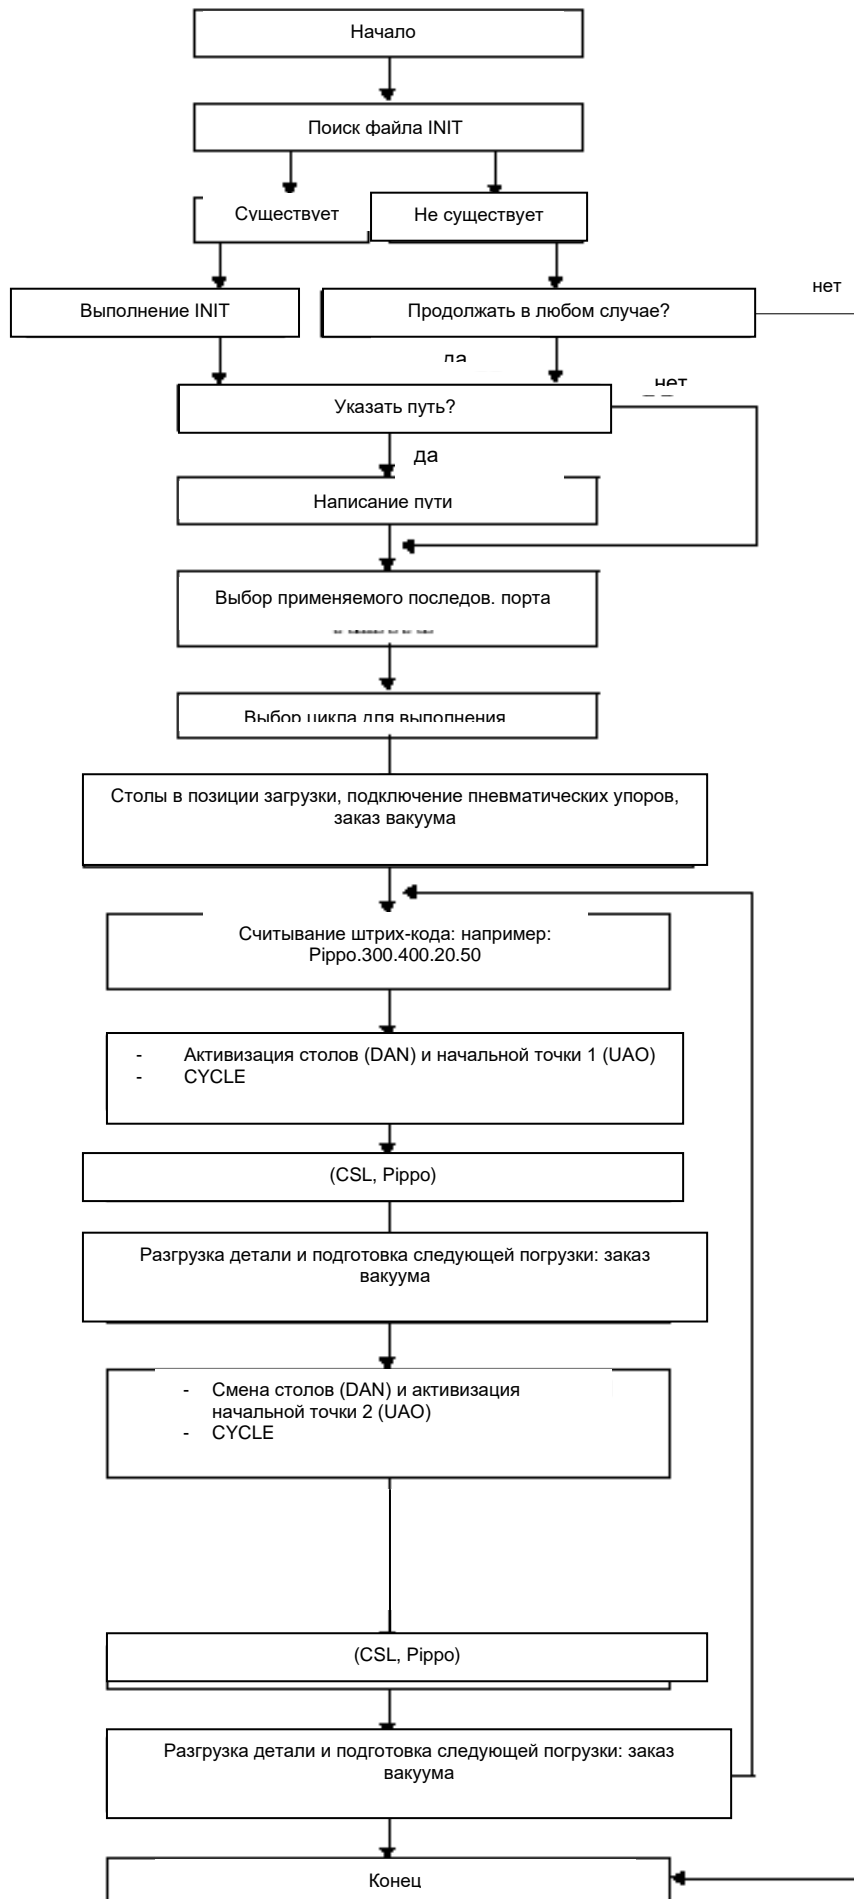 Начало
Поиск файла INIT
Существует
Не существует
нет
Выполнение INIT
Продолжать в любом случае?
да
нет
Указать путь?
да
Написание пути
Выбор применяемого последов. порта
Выбор цикла для выполнения
Столы в позиции загрузки, подключение пневматических упоров,
заказ вакуума
Считывание штрих-кода: например:
Pippo.300.400.20.50
- Активизация столов (DAN) и начальной точки 1 (UAO)
- CYCLE
(CSL, Pippo)
Разгрузка детали и подготовка следующей погрузки: заказ
вакуума
- Смена столов (DAN) и активизация
начальной точки 2 (UAO)
- CYCLE
(CSL, Pippo)
Разгрузка детали и подготовка следующей погрузки: заказ
вакуума
Конец